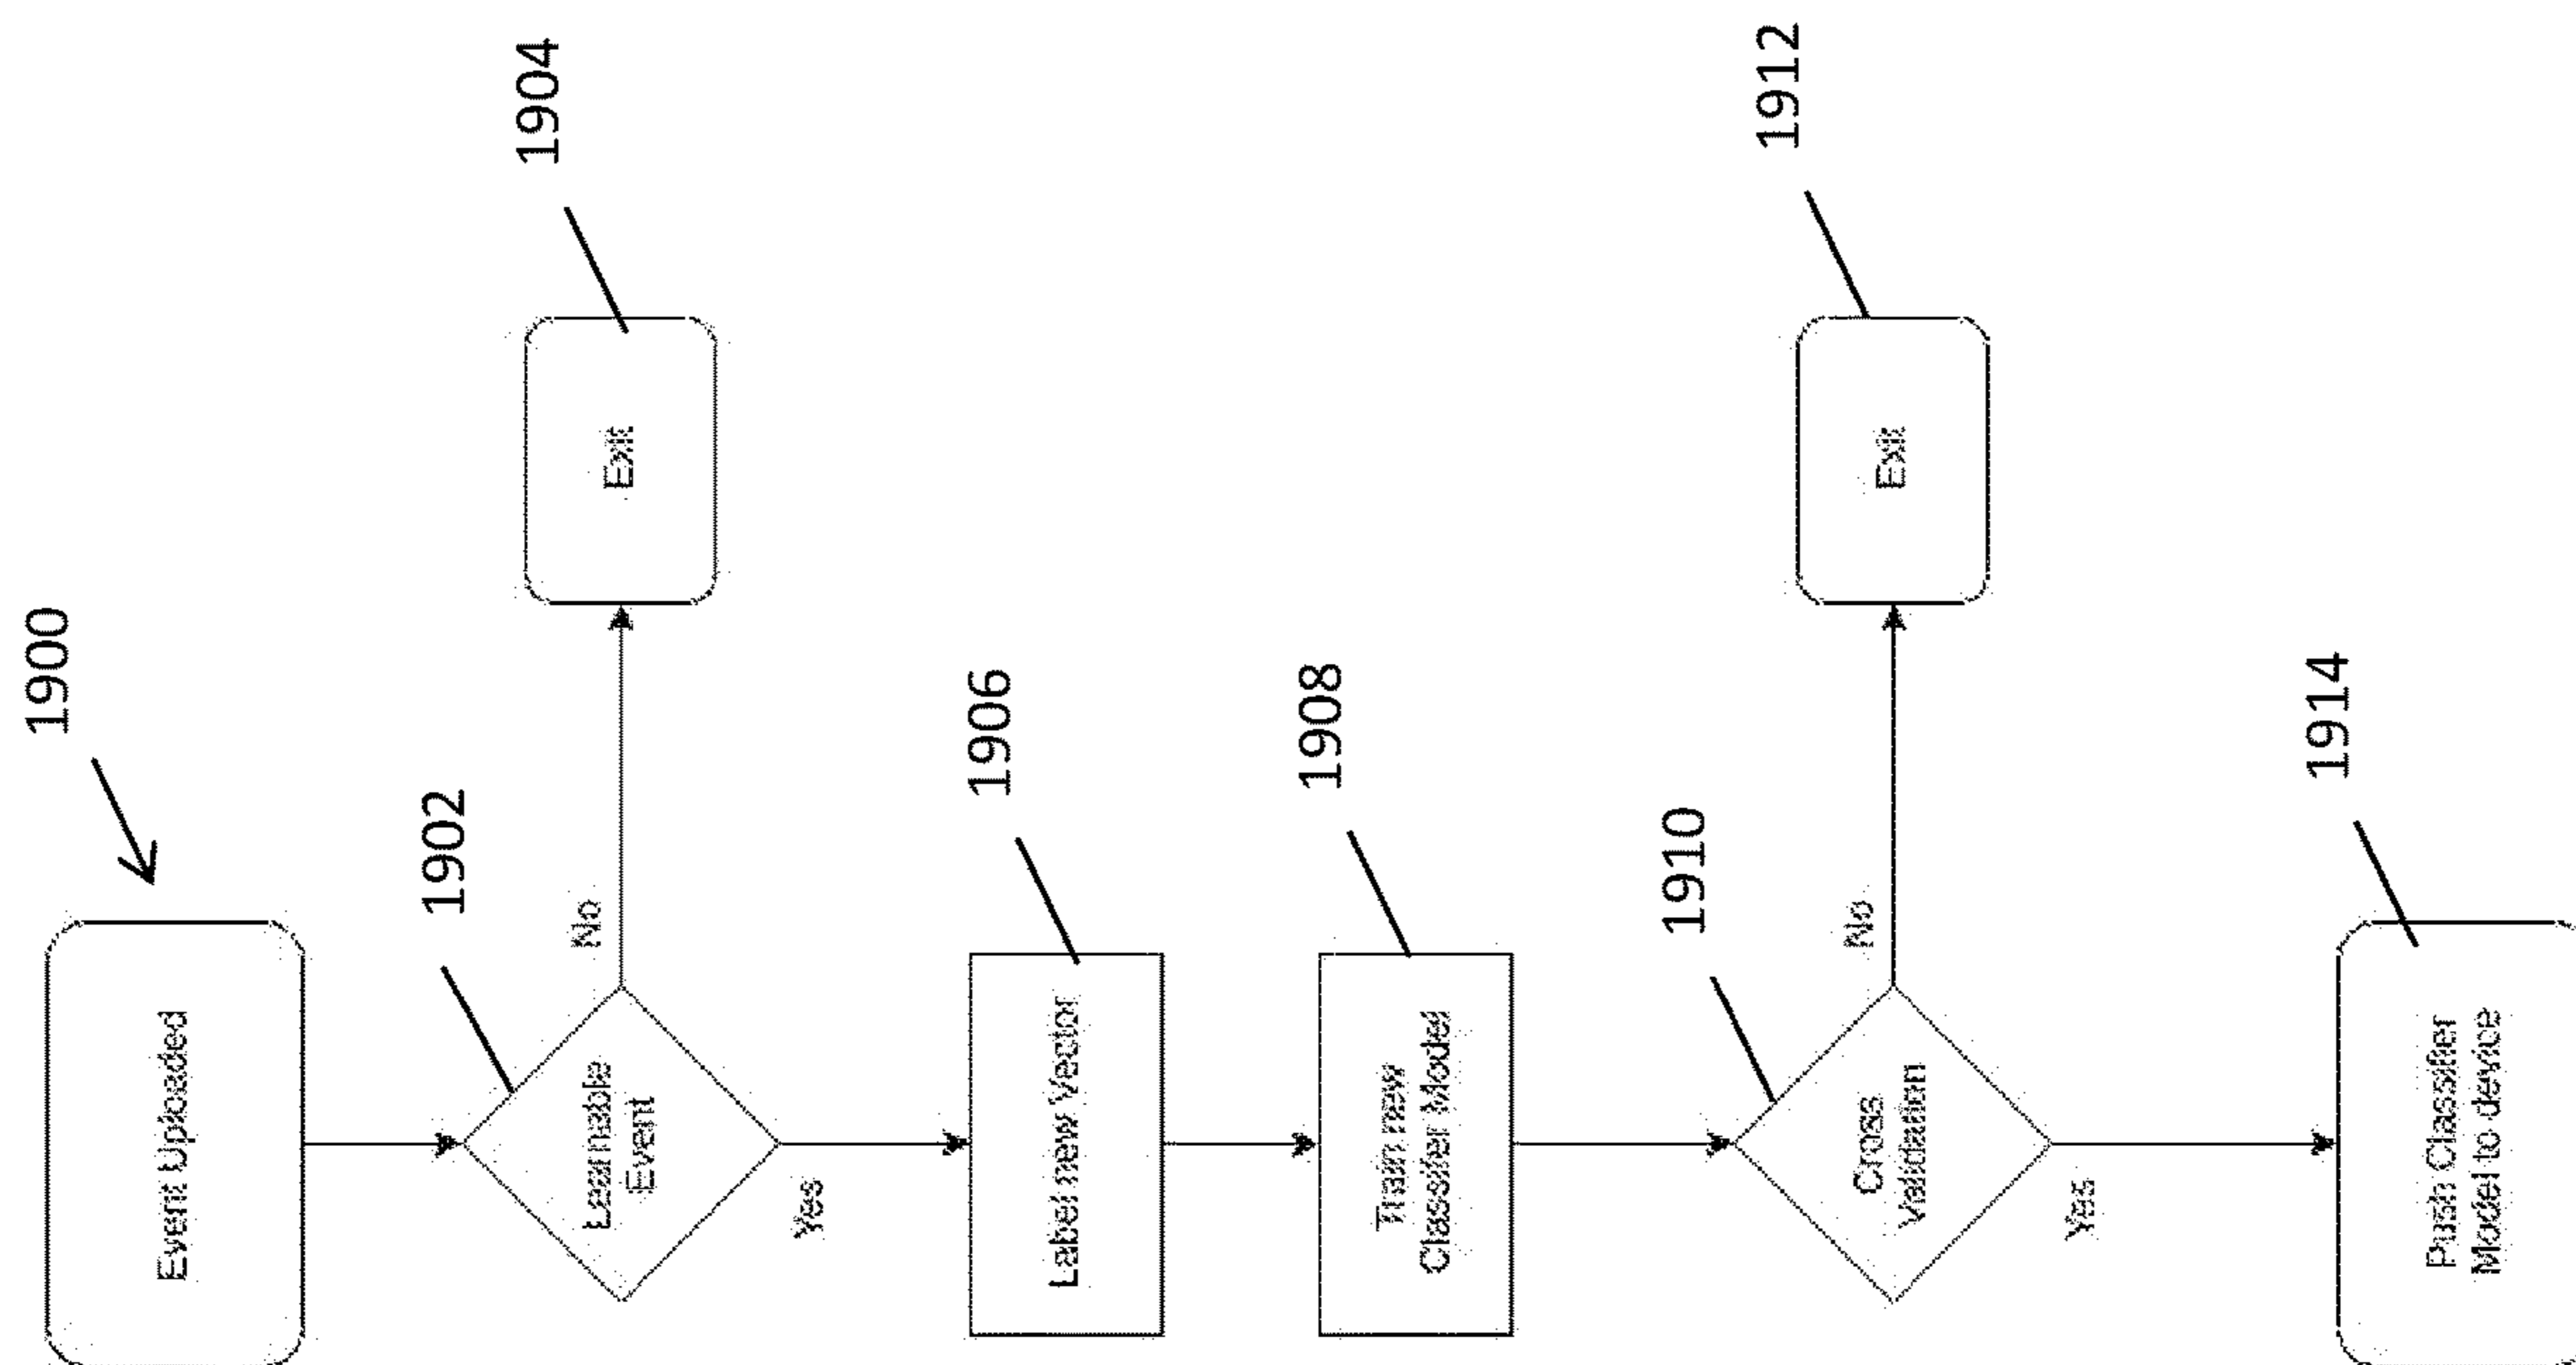 1900
Event Uploaded
1902
Learnable
Event
No
1904
Exit
Yes
1906
Label new Vector
1908
Train new
Classifer Model
1910
Cross
Validation
No
1912
Exit
Yes
1914
Push Classifier
Model to device